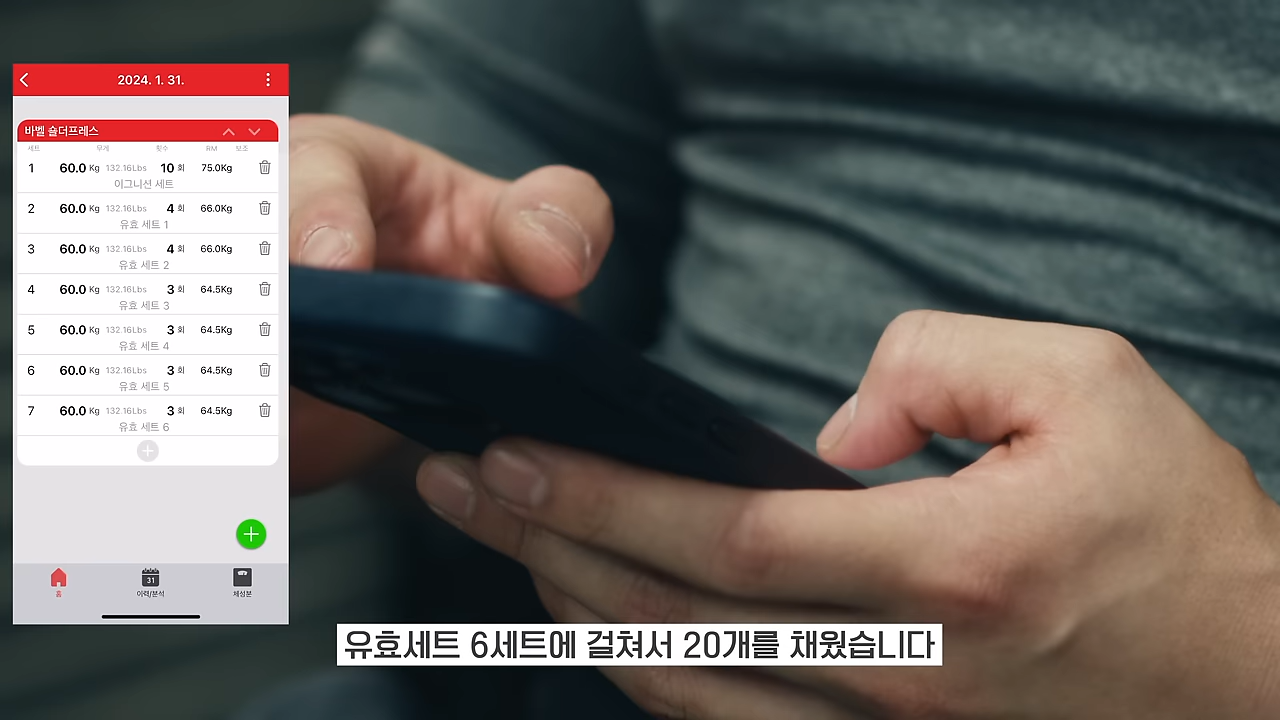 2024. 1. 31.
바벨 숄더프레스
세트 무게 횟수 RM 보조
1 60.0 Kg 132.16Lbs 10 회 75.0Kg
이그니션 세트
2 60.0 Kg 132.16Lbs 4 회 66.0Kg
유효 세트 1
3 60.0 Kg 132.16Lbs 4 회 66.0Kg
유효 세트 2
4 60.0 Kg 132.16Lbs 3 회 64.5Kg
유효 세트 3
5 60.0 Kg 132.16Lbs 3 회 64.5Kg
유효 세트 4
6 60.0 Kg 132.16Lbs 3 회 64.5Kg
유효 세트 5
7 60.0 Kg 132.16Lbs 3 회 64.5Kg
유효 세트 6
31
홈 이력/분석 체성분
유효세트 6세트에 걸쳐서 20개를 채웠습니다